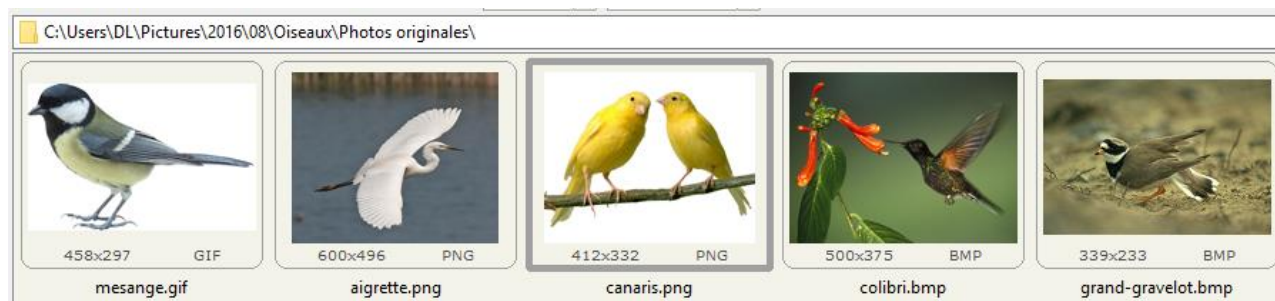 C:\Users\DL\Pictures\2016\08\Oiseaux\Photos originales\
458x297 GIF 600x496 PNG 412x332 PNG 500x375 BMP 339x233 BMP
mesange.gif aigrette.png canaris.png colibri.bmp grand-gravelot.bmp